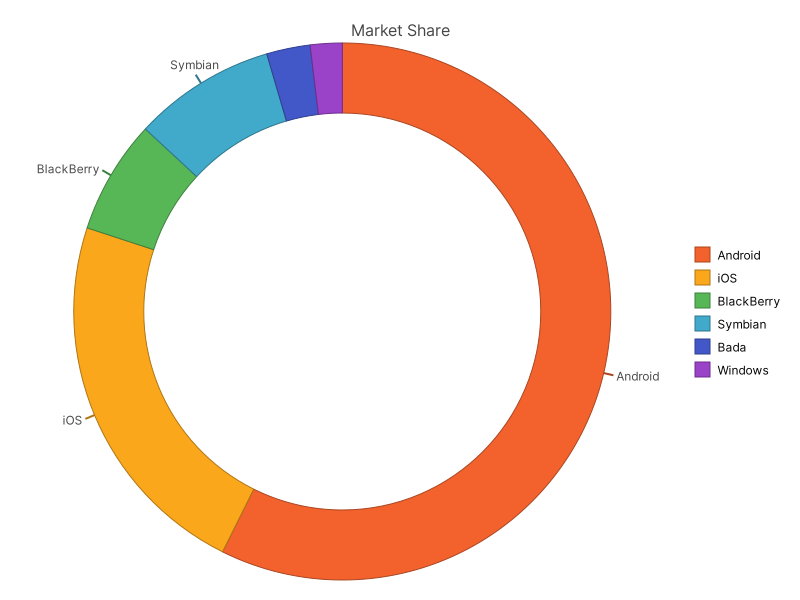 Market Share
Symbian
BlackBerry
iOS
Android
Android
iOS
BlackBerry
Symbian
Bada
Windows